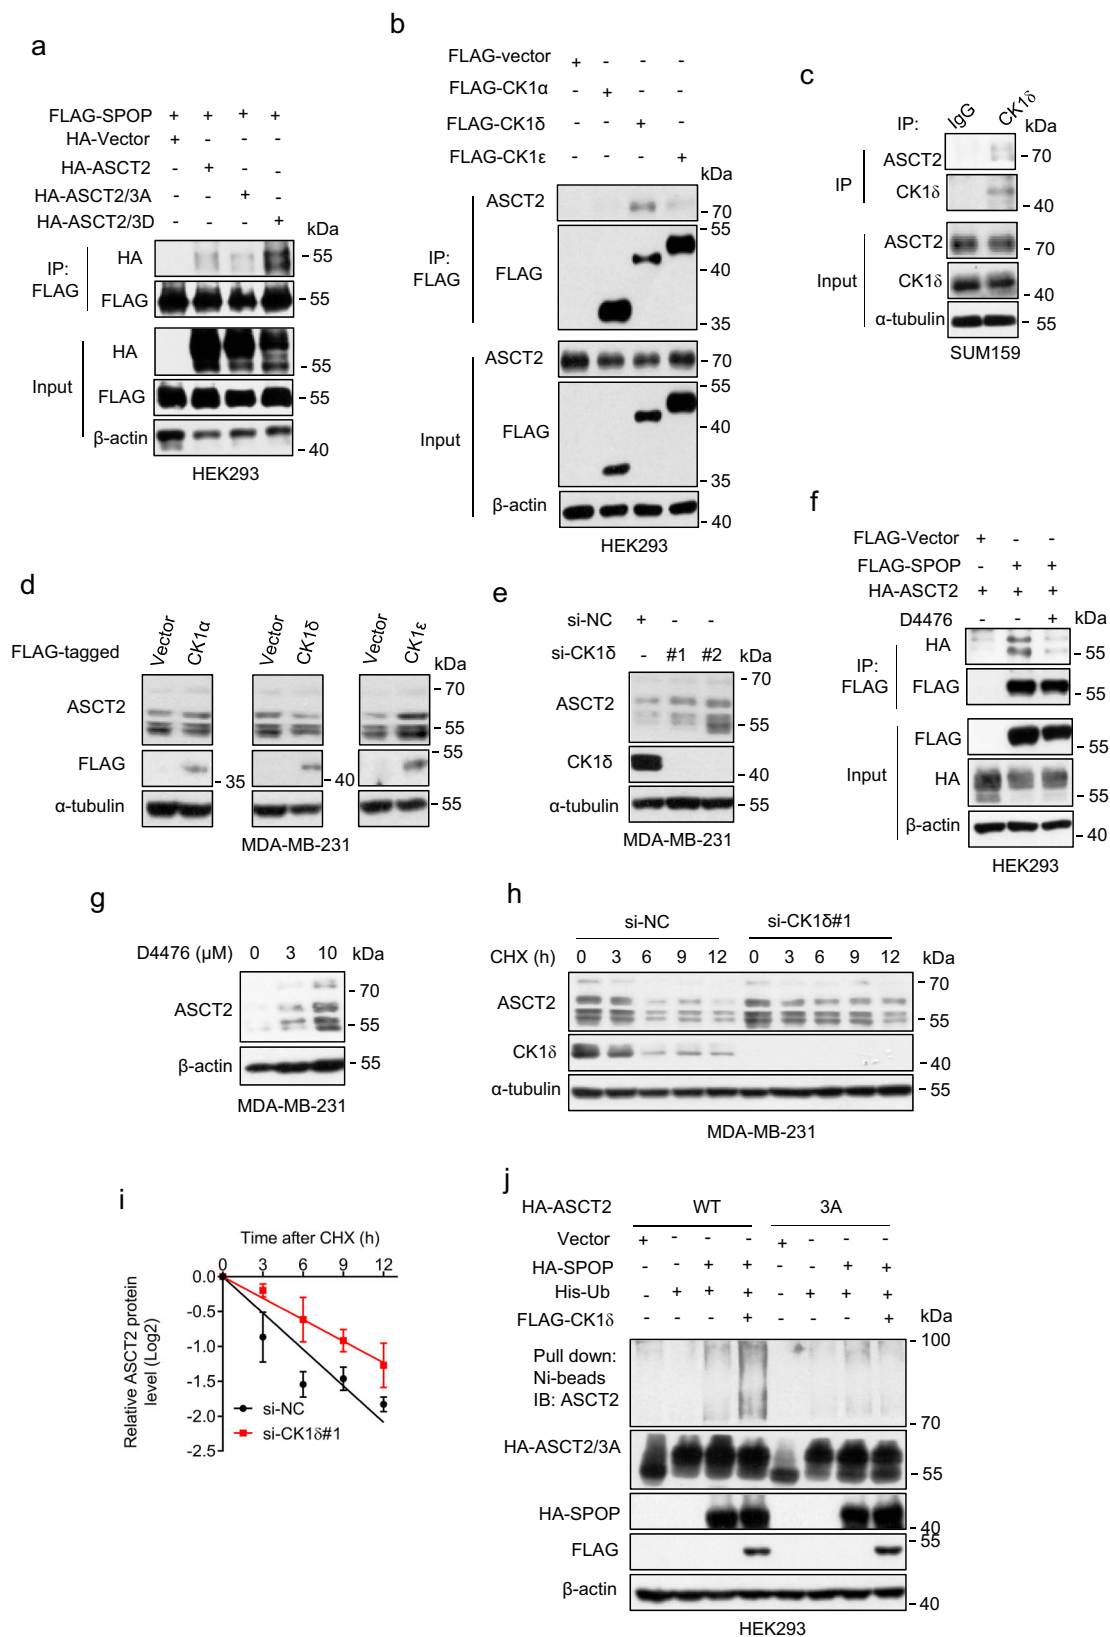 a
FLAG-SPOP + + + +
HA-Vector + - - -
HA-ASCT2 - + - -
HA-ASCT2/3A - - + -
HA-ASCT2/3D - - - +
kDa
IP: FLAG
HA
55
FLAG
55
Input
HA
55
FLAG
55
β-actin
40
HEK293
b
FLAG-vector + - - -
FLAG-CK1α - + - -
FLAG-CK1δ - - + -
FLAG-CK1ε - - - +
kDa
IP: FLAG
ASCT2
70
55
FLAG
40
35
Input
ASCT2
70
55
FLAG
40
35
β-actin
40
HEK293
c
IP: IgG CK1δ
kDa
IP
ASCT2
70
CK1δ
40
Input
ASCT2
70
CK1δ
40
α-tubulin
55
SUM159
d
FLAG-tagged
Vector CK1α Vector CK1δ Vector CK1ε
kDa
70
ASCT2
55
55
FLAG
35
40
α-tubulin
55
MDA-MB-231
e
si-NC + - -
si-CK1δ - #1 #2
kDa
70
ASCT2
55
CK1δ
40
α-tubulin
55
MDA-MB-231
f
FLAG-Vector + - -
FLAG-SPOP - + +
HA-ASCT2 + + +
D4476 - - +
kDa
IP: FLAG
HA
55
FLAG
55
Input
FLAG
55
HA
55
β-actin
40
HEK293
g
D4476 (μM) 0 3 10 kDa
70
ASCT2
55
β-actin
55
MDA-MB-231
h
si-NC si-CK1δ#1
CHX (h) 0 3 6 9 12 0 3 6 9 12 kDa
70
ASCT2
55
CK1δ
40
α-tubulin
55
MDA-MB-231
i
Time after CHX (h)
0 3 6 9 12
0.0
-0.5
-1.0
-1.5
-2.0
-2.5
Relative ASCT2 protein
level (Log2)
si-NC
si-CK1δ#1
j
HA-ASCT2 WT 3A
Vector + - - - + - - -
HA-SPOP - - + + - - + +
His-Ub - + + + - + + +
FLAG-CK1δ - - - + - - - +
kDa
100
Pull down:
Ni-beads
IB: ASCT2
70
HA-ASCT2/3A
55
HA-SPOP
40
55
FLAG
β-actin
40
HEK293